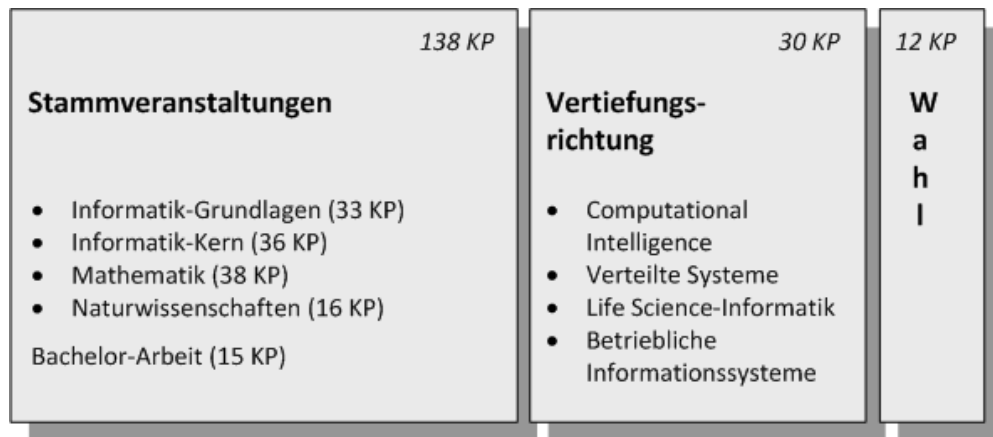 138 KP
Stammveranstaltungen
• Informatik-Grundlagen (33 KP)
• Informatik-Kern (36 KP)
• Mathematik (38 KP)
• Naturwissenschaften (16 KP)
Bachelor-Arbeit (15 KP)
30 KP
Vertiefungs-
richtung
• Computational
Intelligence
• Verteilte Systeme
• Life Science-Informatik
• Betriebliche
Informationssysteme
12 KP
W
a
h
l